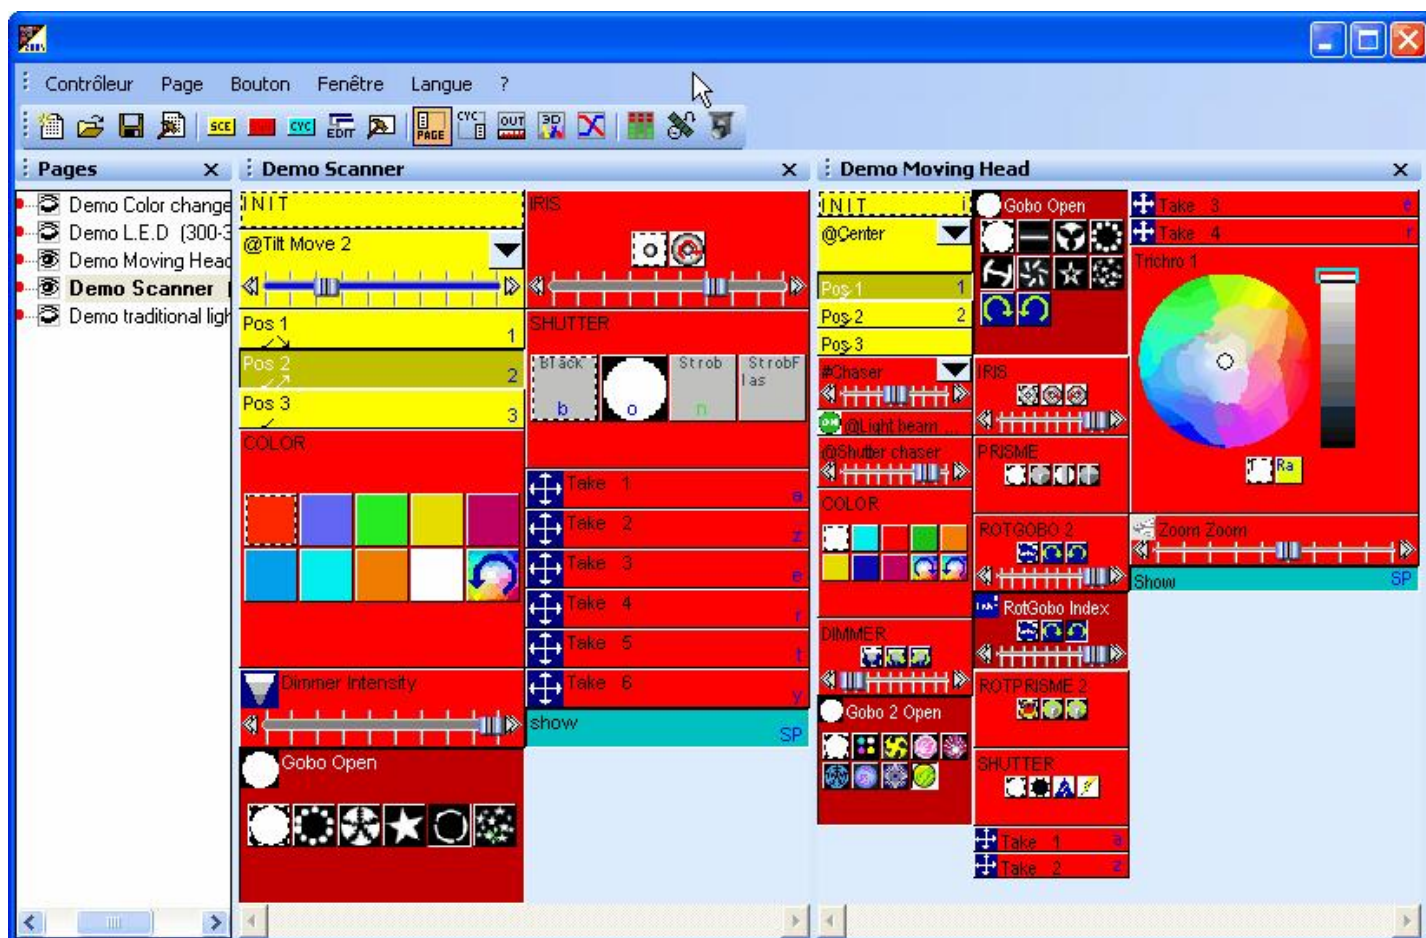 Contrôleur Page Bouton Fenêtre Langue ?
SCE CYC EDIT PAGE CYC OUT 3D
Pages
Demo Color change
Demo L.E.D (300-3
Demo Moving Head
Demo Scanner
Demo traditional ligh
Demo Scanner
INIT
@Tilt Move 2
Pos 1 1
Pos 2 2
Pos 3 3
COLOR
Dimmer Intensity
Gobo Open
IRIS
SHUTTER
Black b
o
Strob n
StrobF
las
Take 1 a
Take 2 z
Take 3 e
Take 4 r
Take 5 t
Take 6 y
show SP
Demo Moving Head
INIT i
@Center
Pos 1 1
Pos 2 2
Pos 3
#Chaser
ON @Light beam ...
@Shutter chaser
COLOR
DIMMER
Gobo 2 Open
Gobo Open
IRIS
PRISME
ROTGOBO 2
RotGobo Index
ROTPRISME 2
SHUTTER
Take 1 a
Take 2 z
Take 3 e
Take 4 r
Trichro 1
T Ra
Zoom Zoom
Show SP